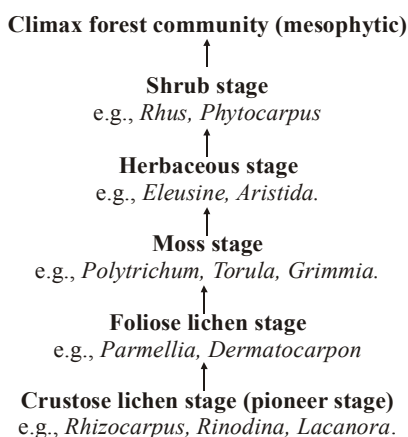 Climax forest community (mesophytic)
Shrub stage
e.g., Rhus, Phytocarpus
Herbaceous stage
e.g., Eleusine, Aristida.
Moss stage
e.g., Polytrichum, Torula, Grimmia.
Foliose lichen stage
e.g., Parmellia, Dermatocarpon
Crustose lichen stage (pioneer stage)
e.g., Rhizocarpus, Rinodina, Lacanora.